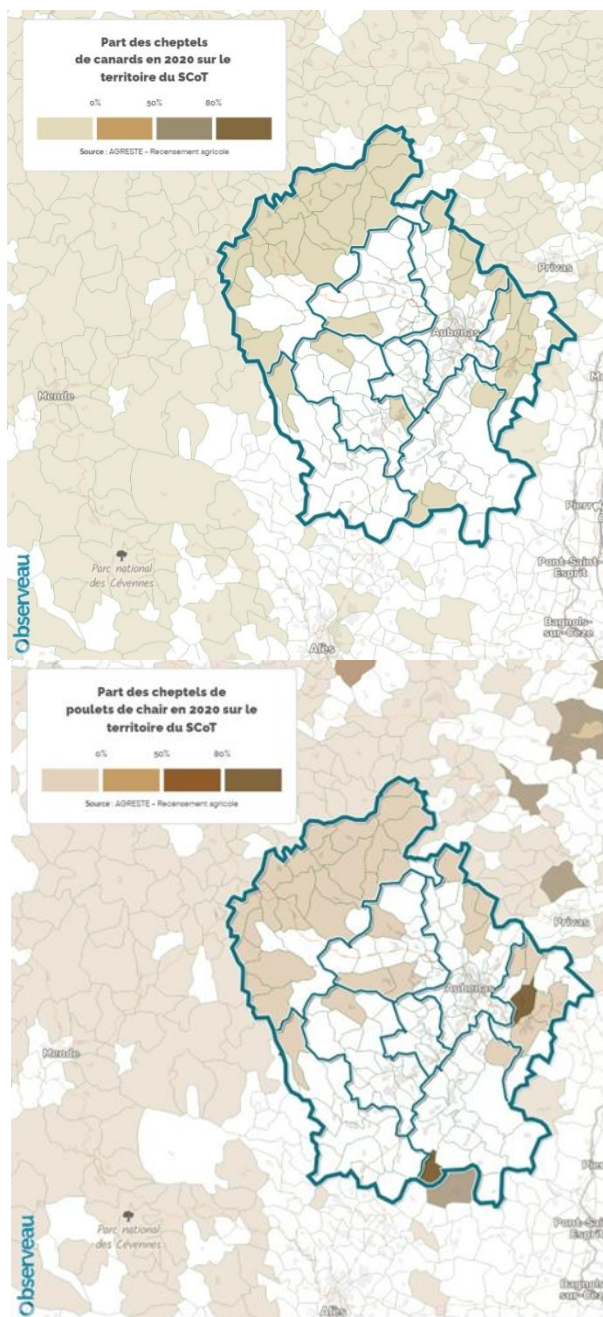 Part des cheptels
de canards en 2020 sur le
territoire du SCoT
0% 50% 80%
Source : AGRESTE – Recensement agricole
Privas
Aubenas
Mende
Parc national
des Cévennes
Pont-Saint-
Esprit
Bagnols-
sur-Cèze
Alès
Observeau
Part des cheptels de
poulets de chair en 2020 sur le
territoire du SCoT
0% 50% 80%
Source : AGRESTE – Recensement agricole
Privas
Aubenas
Mende
Parc national
des Cévennes
Alès
Observeau